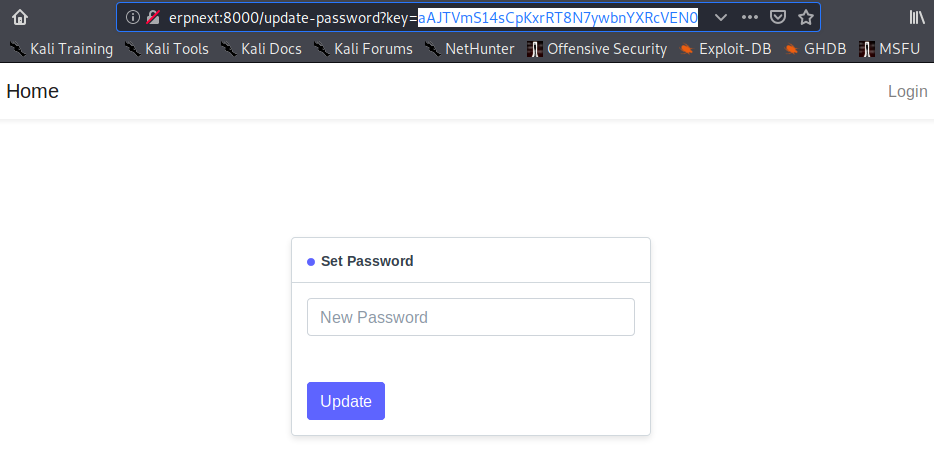 erpnext:8000/update-password?key=aAJTVmS14sCpKxrRT8N7ywbnYXRcVEN0
Kali Training Kali Tools Kali Docs Kali Forums NetHunter Offensive Security Exploit-DB GHDB MSFU
Home Login
Set Password
New Password
Update